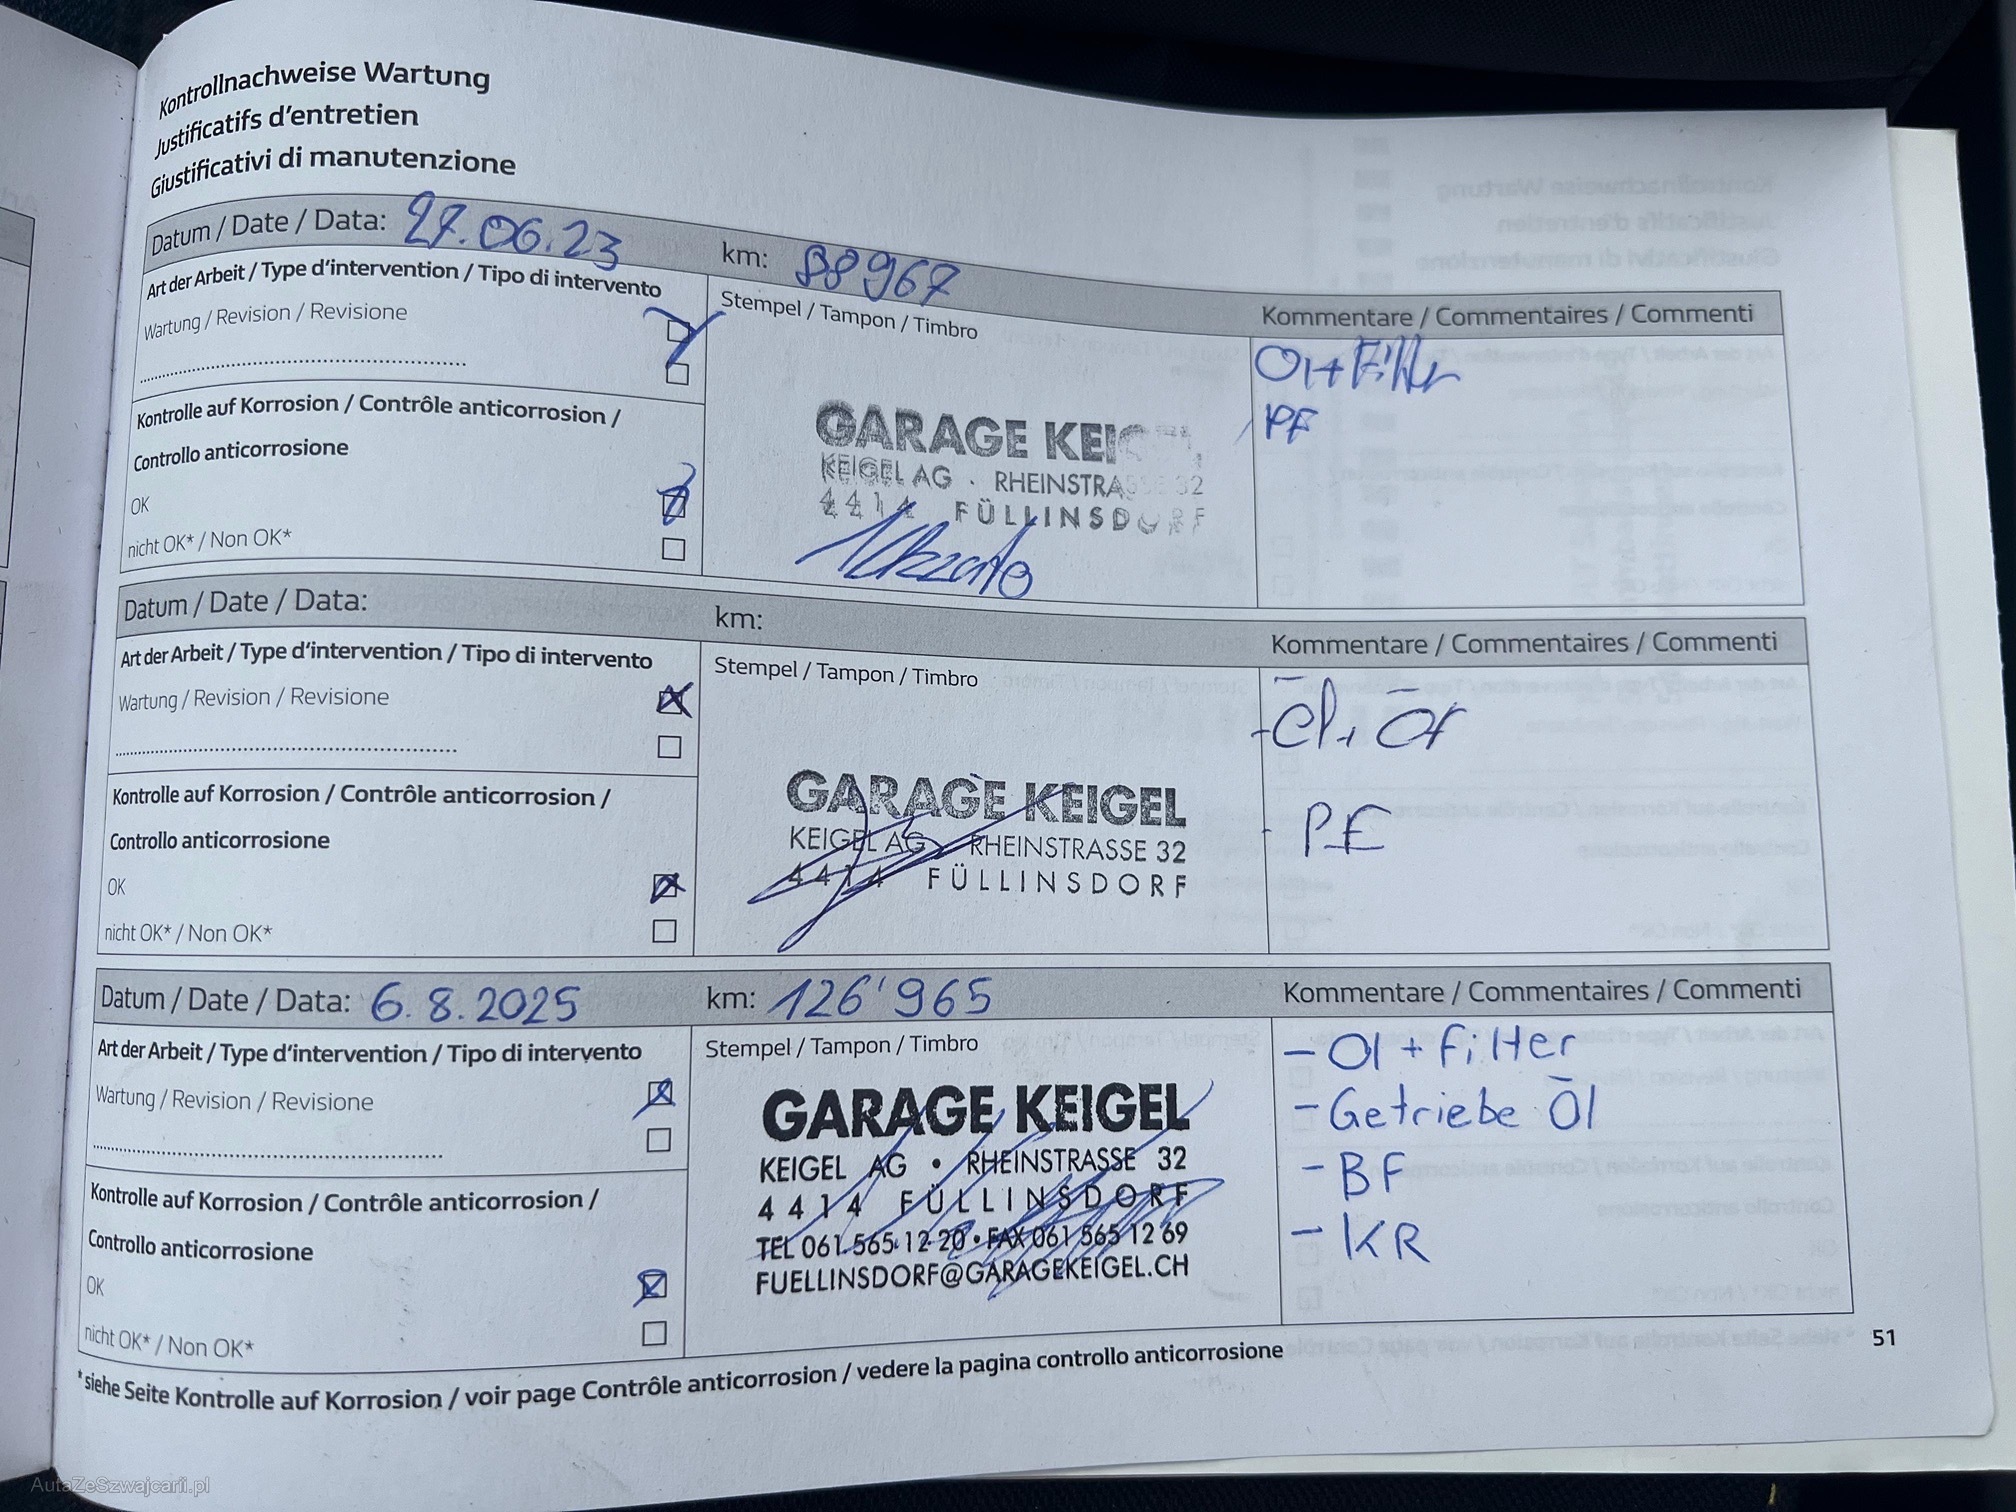 Kontrollnachweise Wartung
Justificatifs d'entretien
Giustificativi di manutenzione
Datum / Date / Data: 27.06.23 km: 88967
Art der Arbeit / Type d'intervention / Tipo di intervento
Stempel / Tampon / Timbro
Kommentare / Commentaires / Commenti
Wartung / Revision / Revisione
Öl + Filter
PF
Kontrolle auf Korrosion / Contrôle anticorrosion /
Controllo anticorrosione
OK
nicht OK* / Non OK*
GARAGE KEIGEL
KEIGEL AG · RHEINSTRASSE 32
4414 FÜLLINSDORF
Datum / Date / Data: km:
Art der Arbeit / Type d'intervention / Tipo di intervento
Stempel / Tampon / Timbro
Kommentare / Commentaires / Commenti
Wartung / Revision / Revisione
Kontrolle auf Korrosion / Contrôle anticorrosion /
Controllo anticorrosione
OK
nicht OK* / Non OK*
GARAGE KEIGEL
KEIGEL AG · RHEINSTRASSE 32
4414 FÜLLINSDORF
Datum / Date / Data: 6.8.2025 km: 126'965
Art der Arbeit / Type d'intervention / Tipo di intervento
Stempel / Tampon / Timbro
Kommentare / Commentaires / Commenti
Wartung / Revision / Revisione
Kontrolle auf Korrosion / Contrôle anticorrosion /
Controllo anticorrosione
OK
nicht OK* / Non OK*
GARAGE KEIGEL
KEIGEL AG • RHEINSTRASSE 32
4414 FÜLLINSDORF
TEL 061 565 12 20 • FAX 061 565 12 69
FUELLINSDORF@GARAGEKEIGEL.CH
- Öl + Filter
- Getriebe Öl
- BF
- KR
*siehe Seite Kontrolle auf Korrosion / voir page Contrôle anticorrosion / vedere la pagina controllo anticorrosione
51
AutaZeSzwajcarii.pl